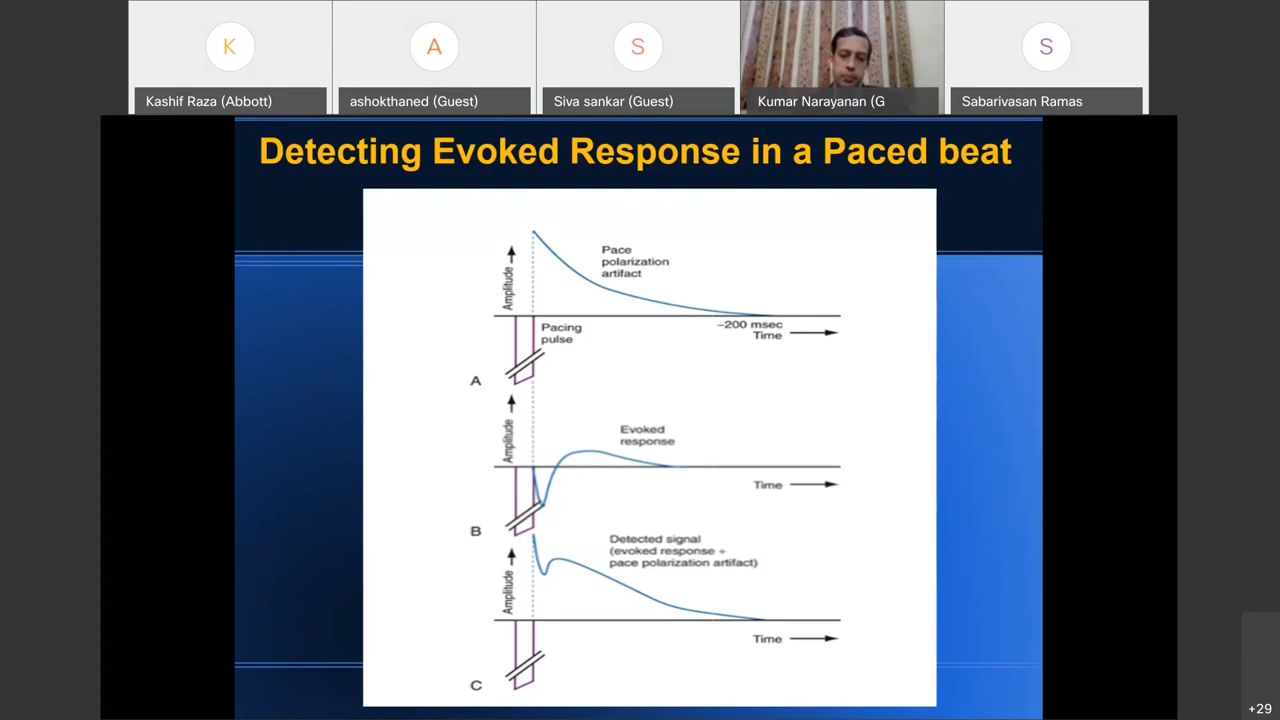 K
A
S
S
Kashif Raza (Abbott)
ashokthaned (Guest)
Siva sankar (Guest)
Kumar Narayanan (G
Sabarivasan Ramas
Detecting Evoked Response in a Paced beat
Amplitude
Pace
polarization
artifact
Pacing
pulse
~200 msec
Time
A
Amplitude
Evoked
response
Time
B
Amplitude
Detected signal
(evoked response +
pace polarization artifact)
Time
C
+29